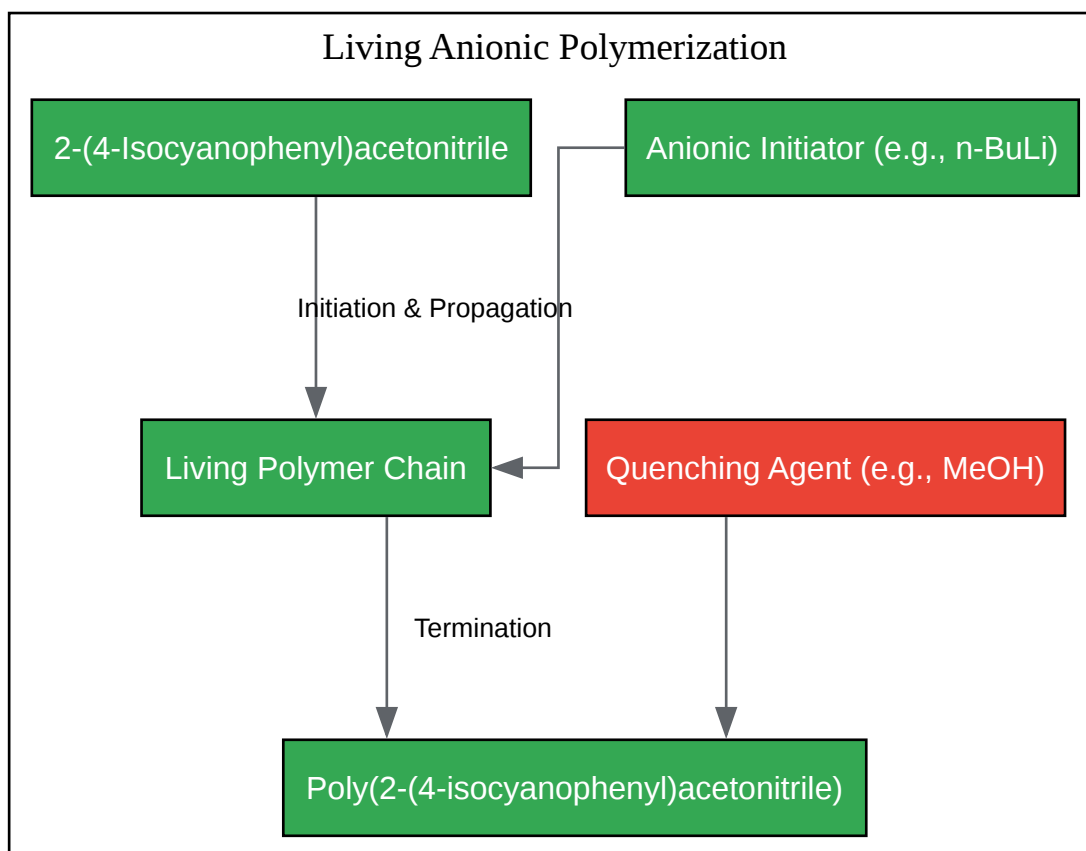 Living Anionic Polymerization
2-(4-Isocyanophenyl)acetonitrile
Anionic Initiator (e.g., n-BuLi)
Initiation & Propagation
Living Polymer Chain
Quenching Agent (e.g., MeOH)
Termination
Poly(2-(4-isocyanophenyl)acetonitrile)